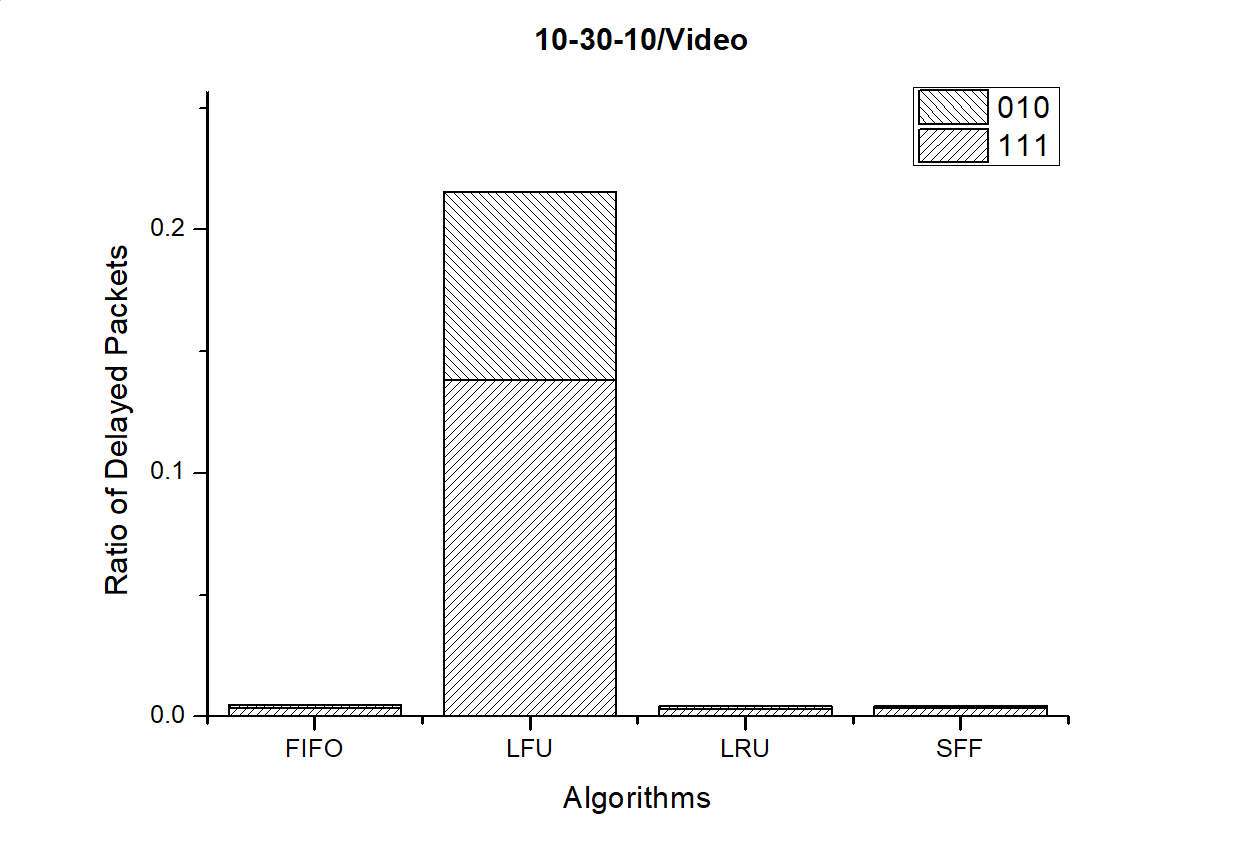 10-30-10/Video
010
111
0.2
0.1
0.0
Ratio of Delayed Packets
FIFO LFU LRU SFF
Algorithms